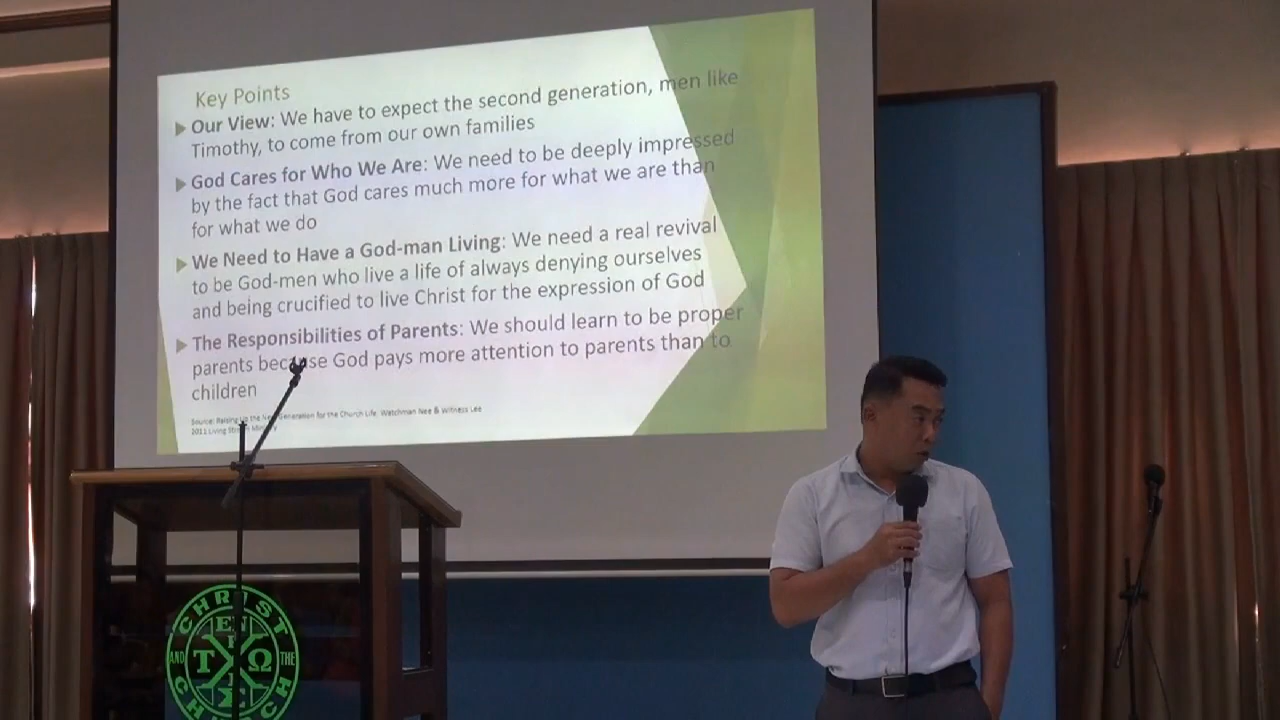 Key Points
Our View: We have to expect the second generation, men like
Timothy, to come from our own families
God Cares for Who We Are: We need to be deeply impressed
by the fact that God cares much more for what we are than
for what we do
We Need to Have a God-man Living: We need a real revival
to be God-men who live a life of always denying ourselves
and being crucified to live Christ for the expression of God
The Responsibilities of Parents: We should learn to be proper
parents because God pays more attention to parents than to
children
Source: Raising Up the Next Generation for the Church Life. Watchman Nee & Witness Lee
2011 Living Stream Ministry
CHRIST
AND THE
CHURCH
EN
T Ω